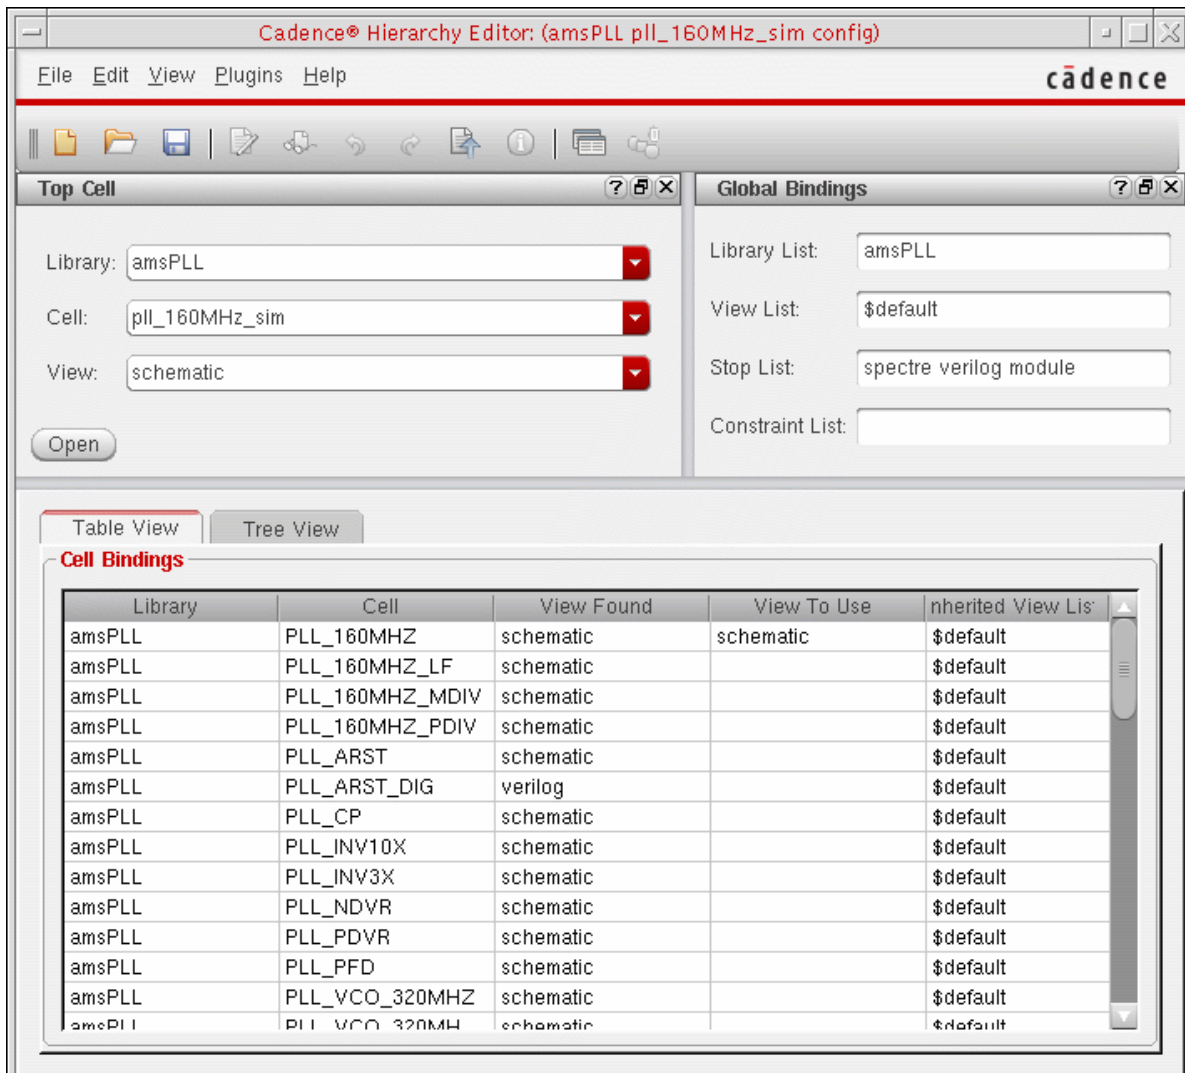 Cadence® Hierarchy Editor: (amsPLL pll_160MHz_sim config)
File Edit View Plugins Help
cādence
Top Cell
Library: amsPLL
Cell: pll_160MHz_sim
View: schematic
Open
Global Bindings
Library List: amsPLL
View List: $default
Stop List: spectre verilog module
Constraint List:
Table View Tree View
Cell Bindings
Library Cell View Found View To Use nherited View Lis
amsPLL PLL_160MHZ schematic schematic $default
amsPLL PLL_160MHZ_LF schematic $default
amsPLL PLL_160MHZ_MDIV schematic $default
amsPLL PLL_160MHZ_PDIV schematic $default
amsPLL PLL_ARST schematic $default
amsPLL PLL_ARST_DIG verilog $default
amsPLL PLL_CP schematic $default
amsPLL PLL_INV10X schematic $default
amsPLL PLL_INV3X schematic $default
amsPLL PLL_NDVR schematic $default
amsPLL PLL_PDVR schematic $default
amsPLL PLL_PFD schematic $default
amsPLL PLL_VCO_320MHZ schematic $default
amsPLL PLL_VCO_320MH schematic $default